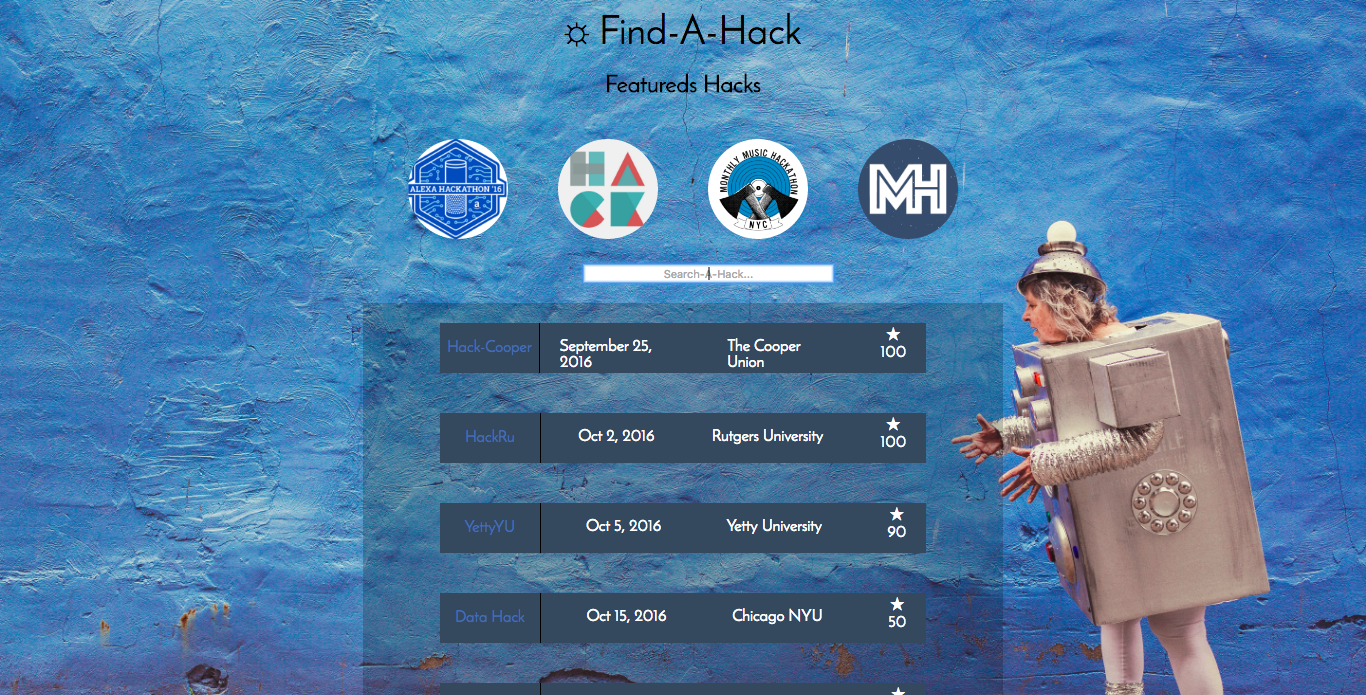 ☼ Find-A-Hack
Featureds Hacks
ALEXA HACKATHON '16
a
HACK
MONTHLY MUSIC HACKATHON
NYC
MH
Search-A-Hack...
Hack-Cooper
September 25,
2016
The Cooper
Union
★
100
HackRu
Oct 2, 2016
Rutgers University
★
100
YettyYU
Oct 5, 2016
Yetty University
★
90
Data Hack
Oct 15, 2016
Chicago NYU
★
50
★